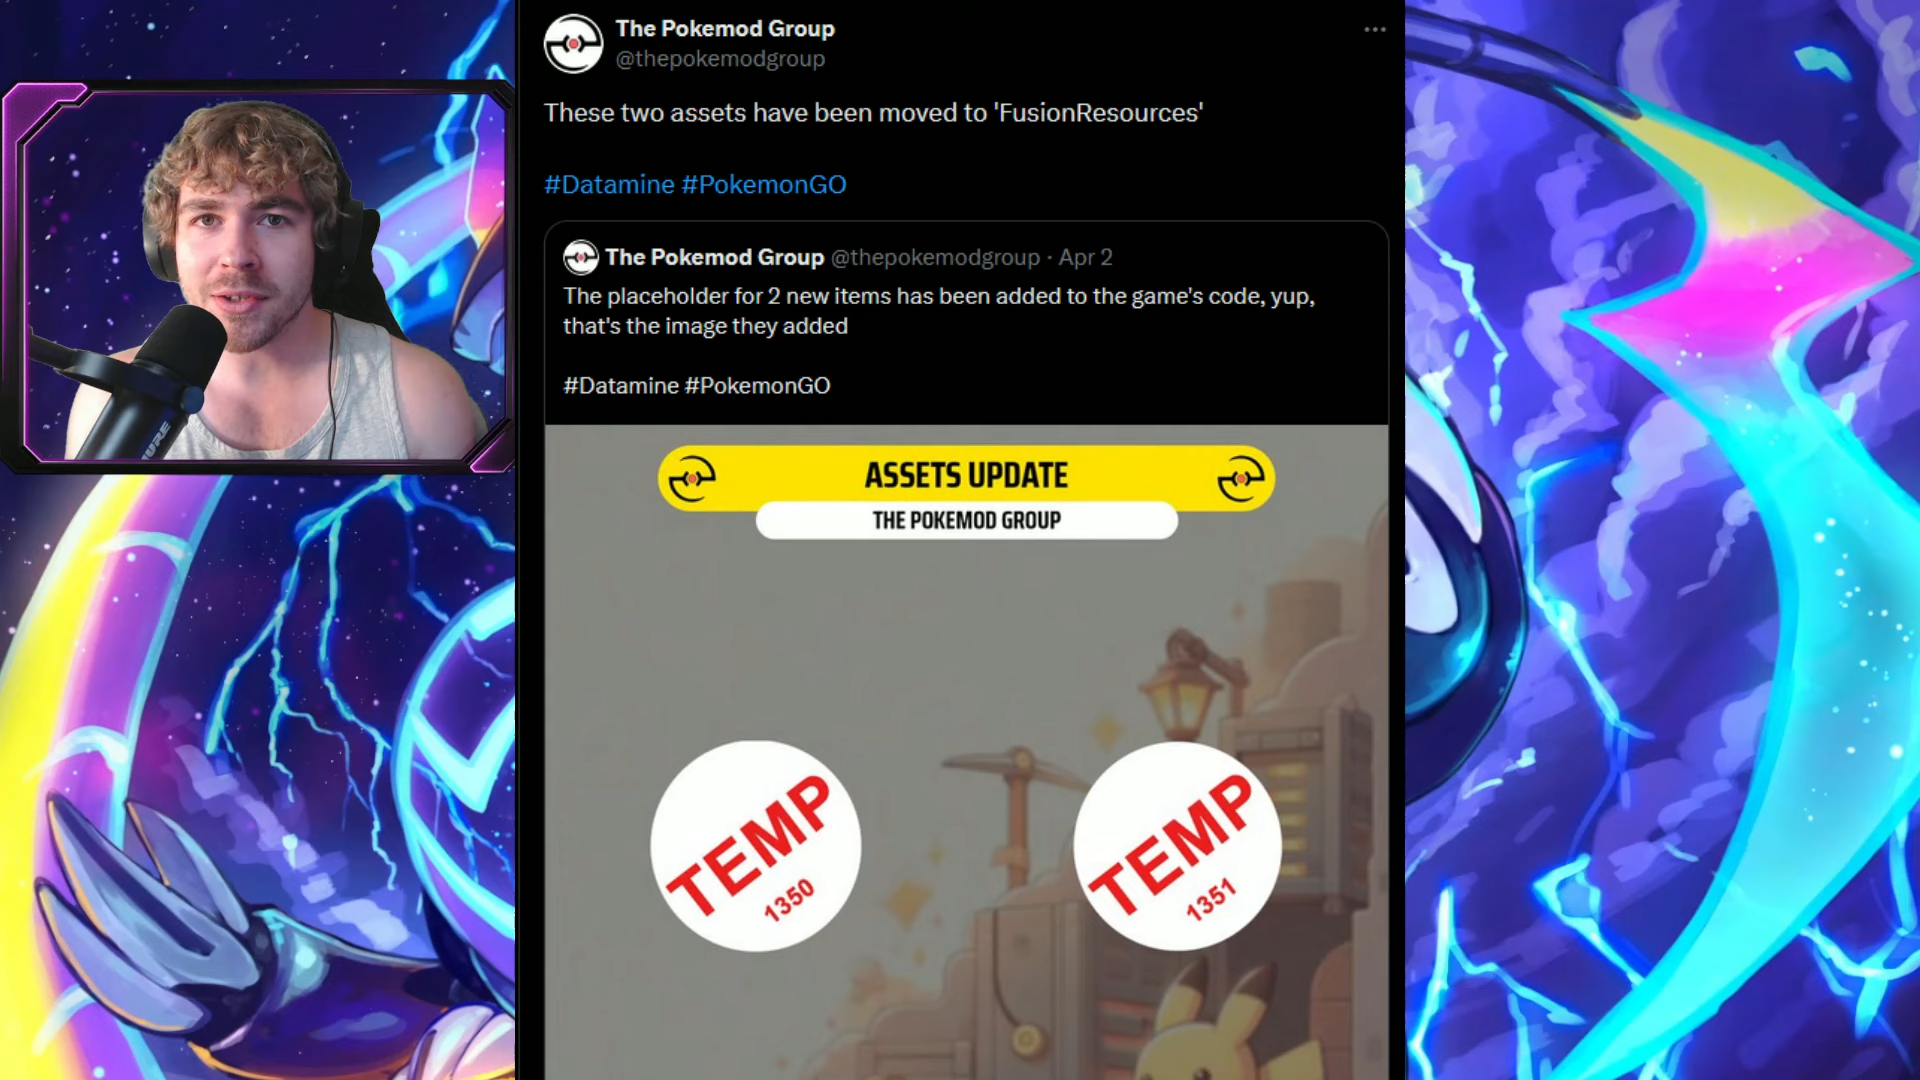 The Pokemod Group
@thepokemodgroup
These two assets have been moved to 'FusionResources'
#Datamine #PokemonGO
The Pokemod Group @thepokemodgroup · Apr 2
The placeholder for 2 new items has been added to the game's code, yup,
that's the image they added
#Datamine #PokemonGO
ASSETS UPDATE
THE POKEMOD GROUP
TEMP
1350
TEMP
1351